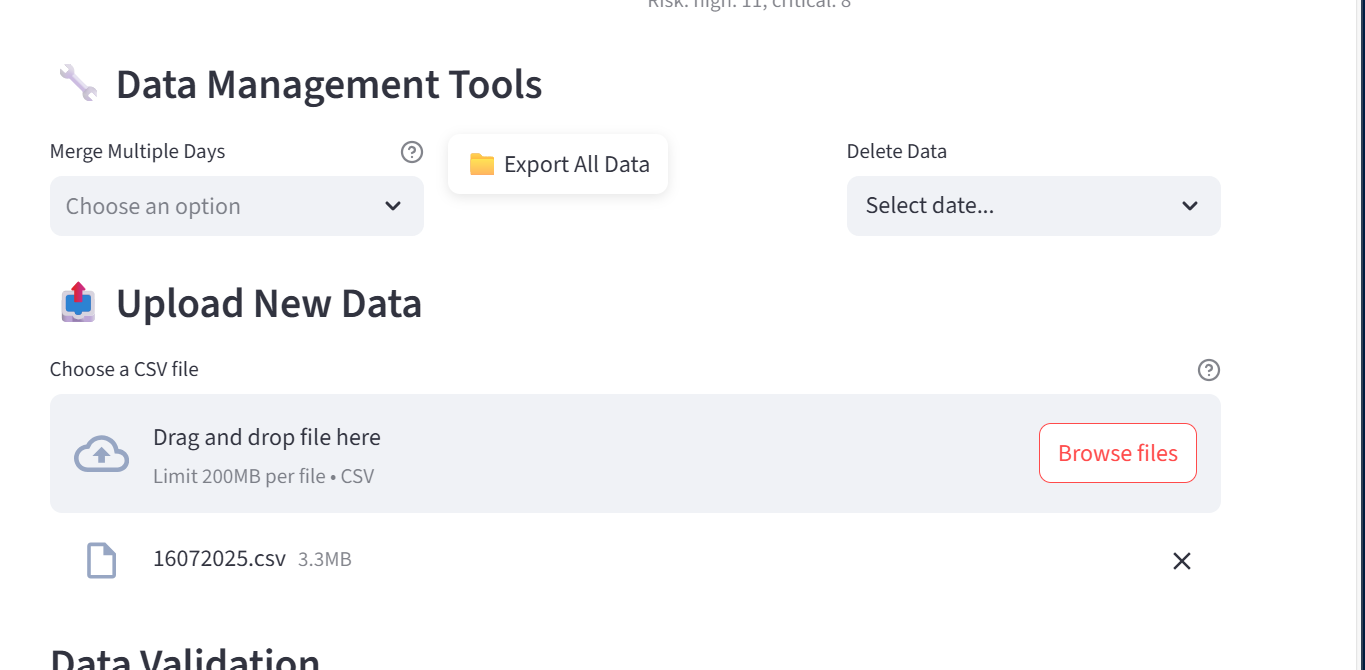 Risk: high: 11, critical: 8
Data Management Tools
Merge Multiple Days
Choose an option
Export All Data
Delete Data
Select date...
Upload New Data
Choose a CSV file
Drag and drop file here
Limit 200MB per file • CSV
Browse files
16072025.csv 3.3MB
Data Validation